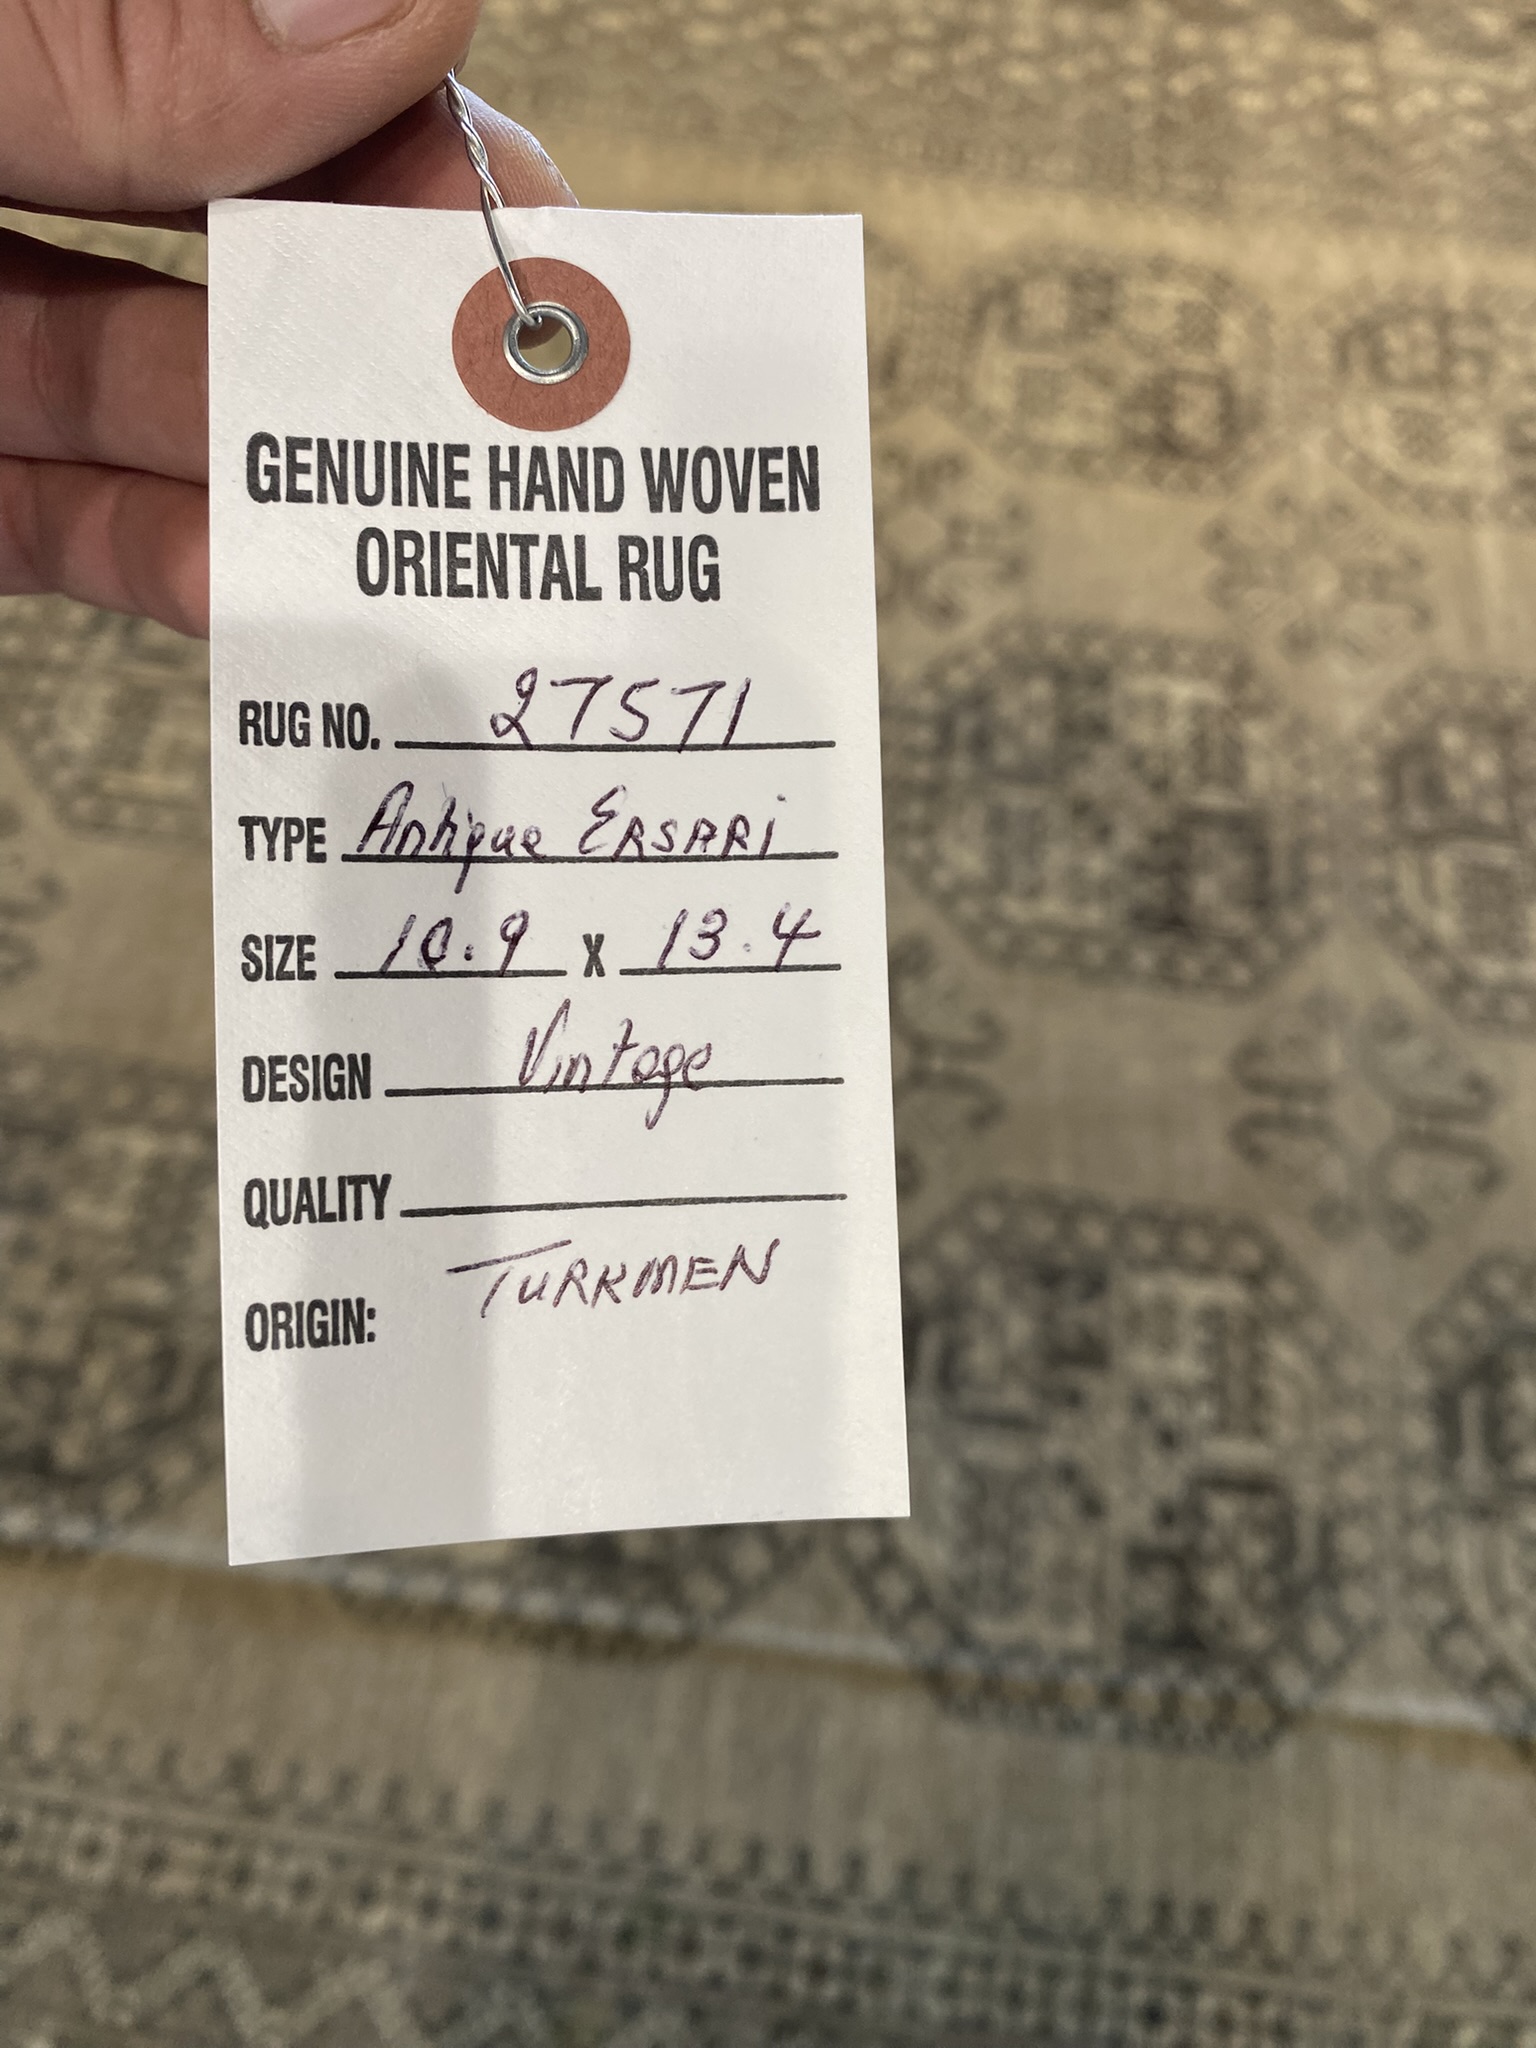 GENUINE HAND WOVEN
ORIENTAL RUG
RUG NO. 27571
TYPE Antique ERSARi
SIZE 10.9 X 13.4
DESIGN Vintage
QUALITY
ORIGIN: TURKMEN